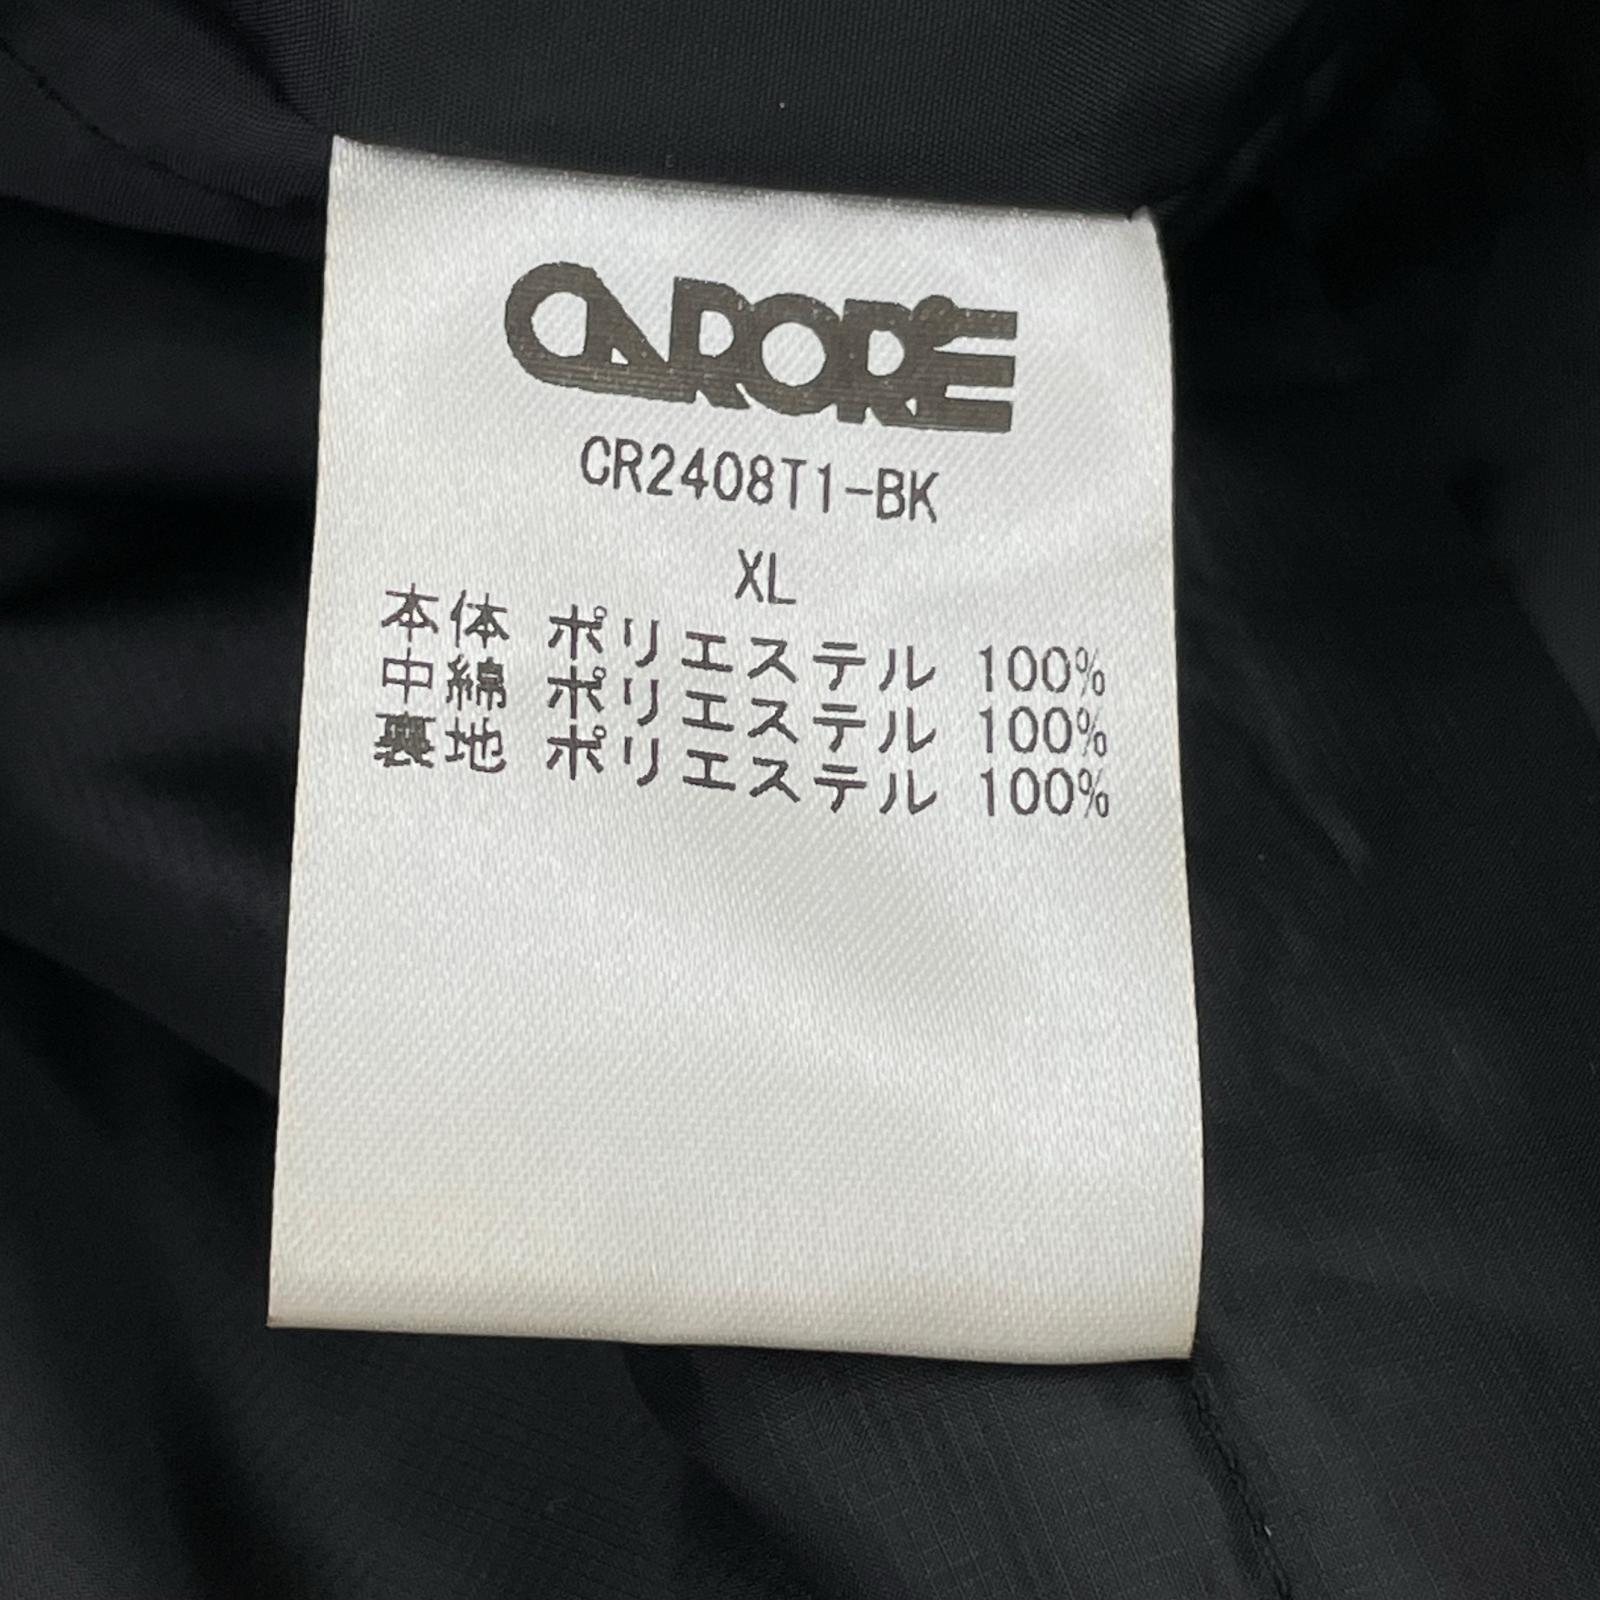 CARORE
CR2408T1-BK
XL
本体 ポリエステル 100%
中綿 ポリエステル 100%
裏地 ポリエステル 100%